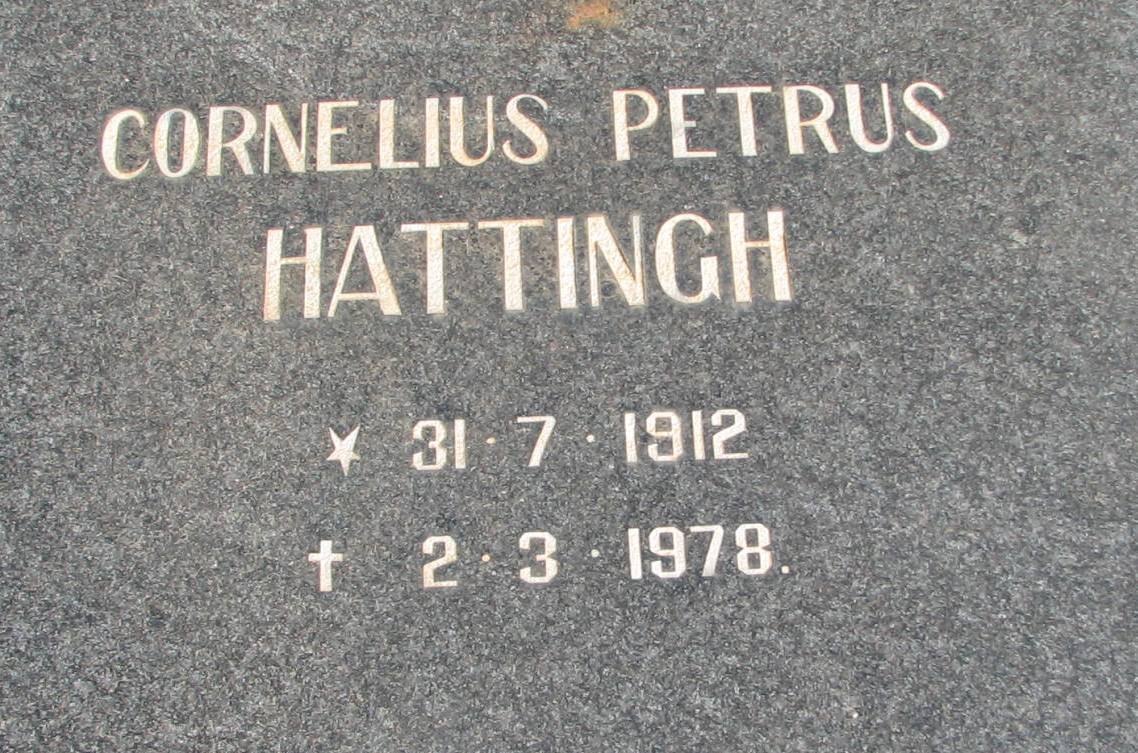 CORNELIUS PETRUS
HATTINGH
★ 31·7·1912
✝ 2·3·1978.